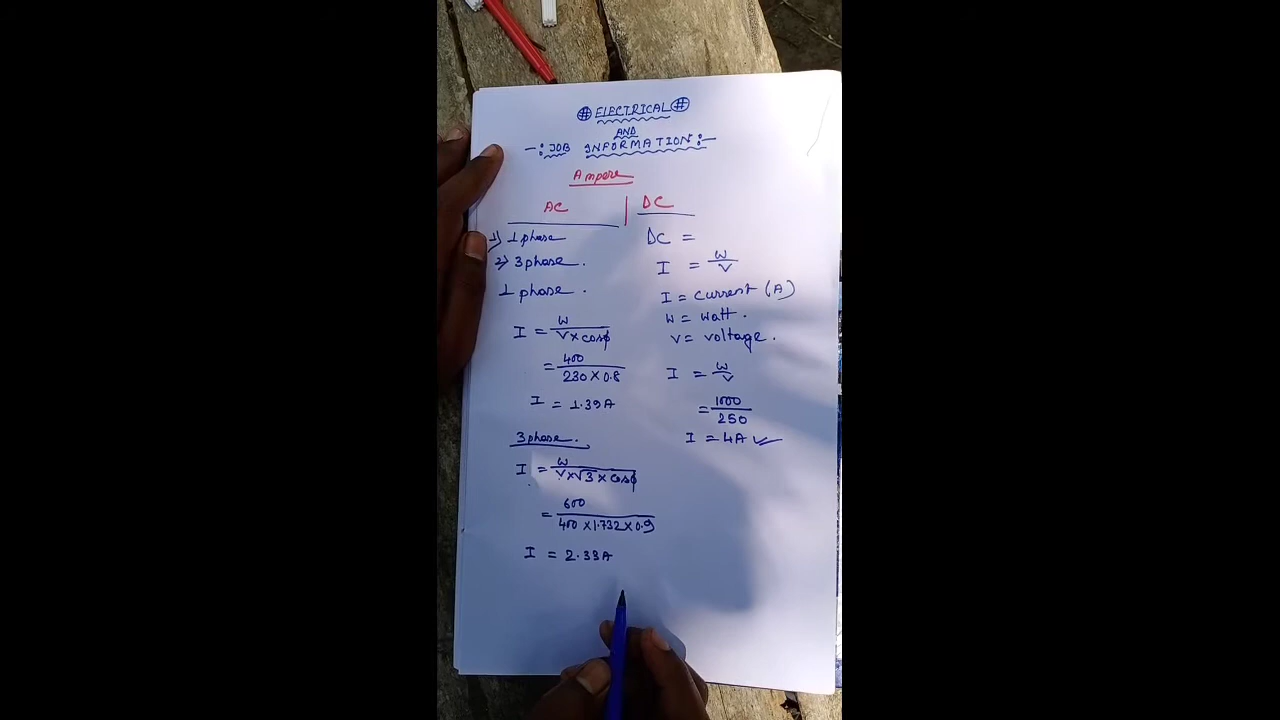 # ELECTRICAL #
AND
-: JOB INFORMATION :-
Ampere
AC
1) 1 phase
2) 3 phase.
1 phase.
I = W / V × cosϕ
= 400 / 230 × 0.8
I = 1.39A
3 phase.
I = W / V × √3 × cosϕ
= 600 / 400 × 1.732 × 0.9
I = 2.33A
DC
DC =
I = W / V
I = Current (A)
W = Watt.
V = Voltage.
I = W / V
= 1000 / 250
I = 4A ✓